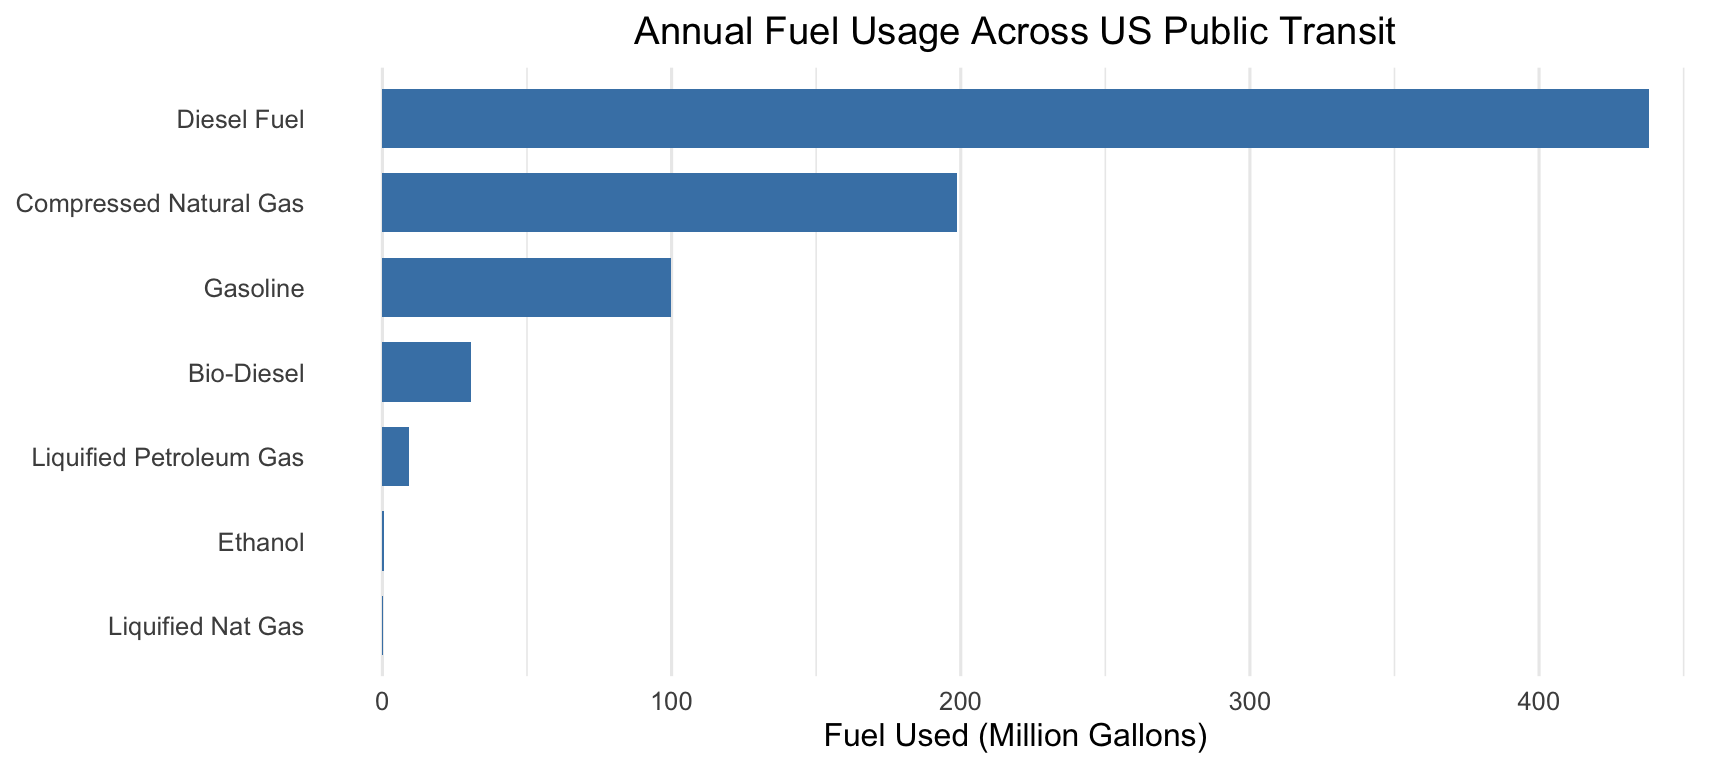 Annual Fuel Usage Across US Public Transit
Diesel Fuel
Compressed Natural Gas
Gasoline
Bio-Diesel
Liquified Petroleum Gas
Ethanol
Liquified Nat Gas
0 100 200 300 400
Fuel Used (Million Gallons)